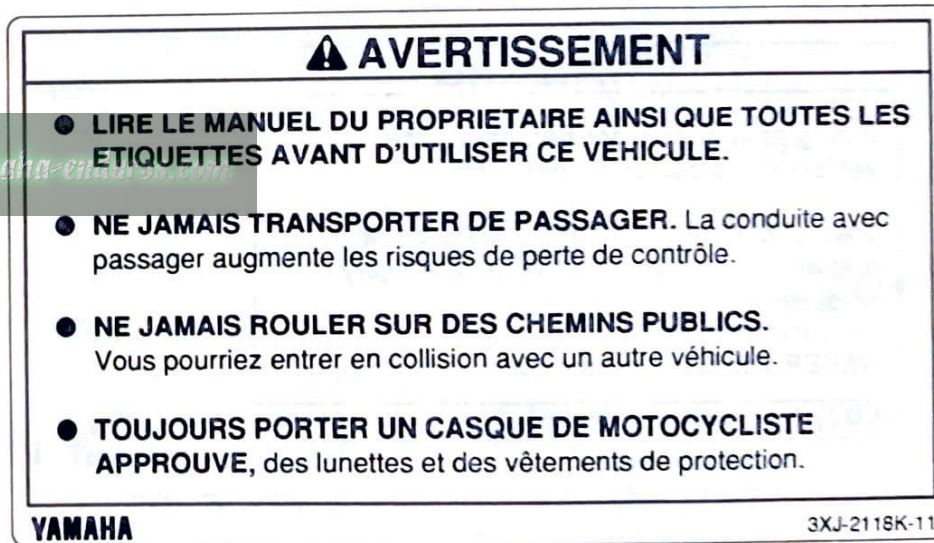 AVERTISSEMENT
● LIRE LE MANUEL DU PROPRIETAIRE AINSI QUE TOUTES LES
ETIQUETTES AVANT D'UTILISER CE VEHICULE.
● NE JAMAIS TRANSPORTER DE PASSAGER. La conduite avec
passager augmente les risques de perte de contrôle.
● NE JAMAIS ROULER SUR DES CHEMINS PUBLICS.
Vous pourriez entrer en collision avec un autre véhicule.
● TOUJOURS PORTER UN CASQUE DE MOTOCYCLISTE
APPROUVE, des lunettes et des vêtements de protection.
YAMAHA
3XJ-2118K-11